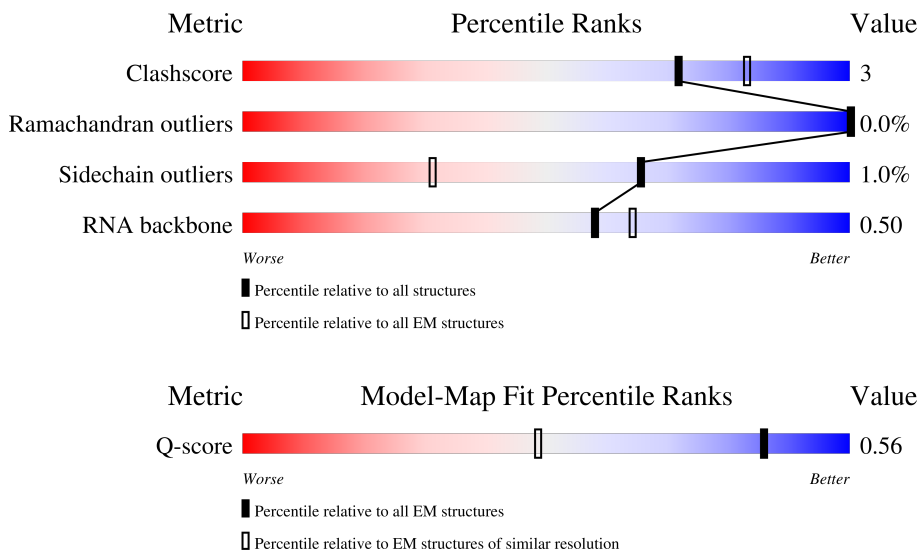 Metric Percentile Ranks Value
Clashscore 3
Ramachandran outliers 0.0%
Sidechain outliers 1.0%
RNA backbone 0.50
Worse Better
Percentile relative to all structures
Percentile relative to all EM structures
Metric Model-Map Fit Percentile Ranks Value
Q-score 0.56
Worse Better
Percentile relative to all EM structures
Percentile relative to EM structures of similar resolution